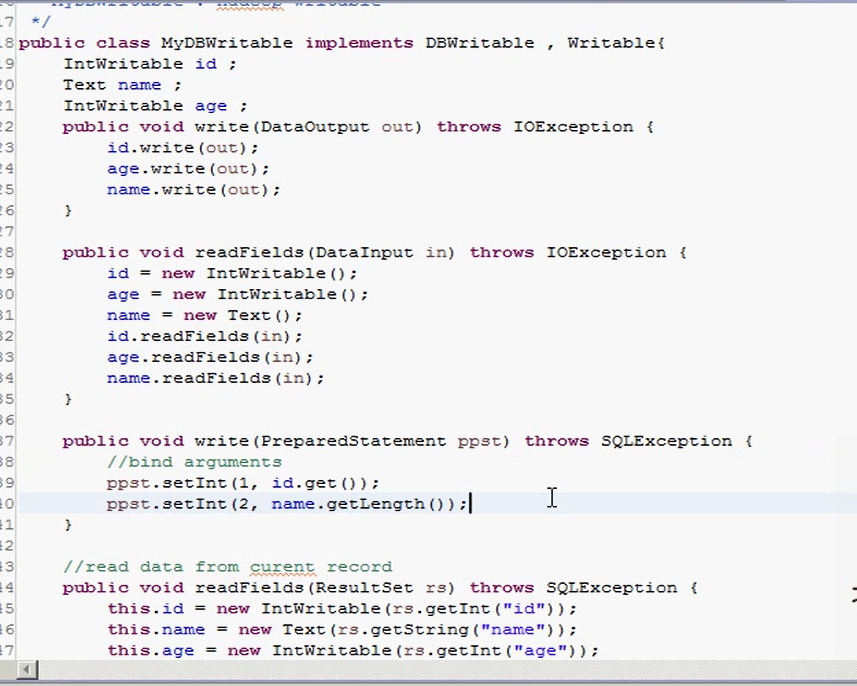 17 */
18 public class MyDBWritable implements DBWritable , Writable{
19 IntWritable id ;
20 Text name ;
21 IntWritable age ;
22 public void write(DataOutput out) throws IOException {
23 id.write(out);
24 age.write(out);
25 name.write(out);
26 }
27
28 public void readFields(DataInput in) throws IOException {
29 id = new IntWritable();
30 age = new IntWritable();
31 name = new Text();
32 id.readFields(in);
33 age.readFields(in);
34 name.readFields(in);
35 }
36
37 public void write(PreparedStatement ppst) throws SQLException {
38 //bind arguments
39 ppst.setInt(1, id.get());
40 ppst.setInt(2, name.getLength());
41 }
42
43 //read data from curent record
44 public void readFields(ResultSet rs) throws SQLException {
45 this.id = new IntWritable(rs.getInt("id"));
46 this.name = new Text(rs.getString("name"));
47 this.age = new IntWritable(rs.getInt("age"));